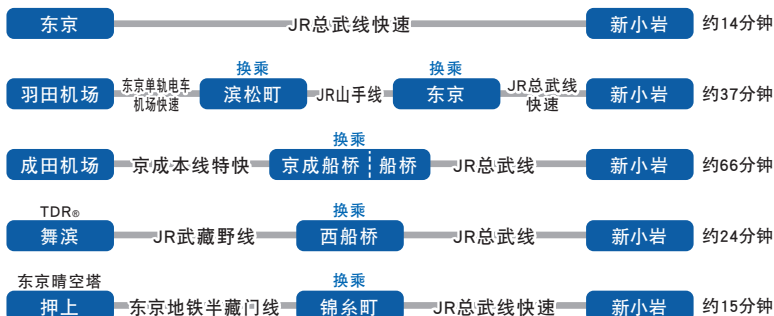 东京 JR总武线快速 新小岩 约14分钟
换乘 换乘
羽田机场 东京单轨电车 机场快速 滨松町 JR山手线 东京 JR总武线 快速 新小岩 约37分钟
换乘
成田机场 京成本线特快 京成船桥 船桥 JR总武线 新小岩 约66分钟
TDR® 换乘
舞滨 JR武藏野线 西船桥 JR总武线 新小岩 约24分钟
东京晴空塔 换乘
押上 东京地铁半藏门线 锦糸町 JR总武线快速 新小岩 约15分钟